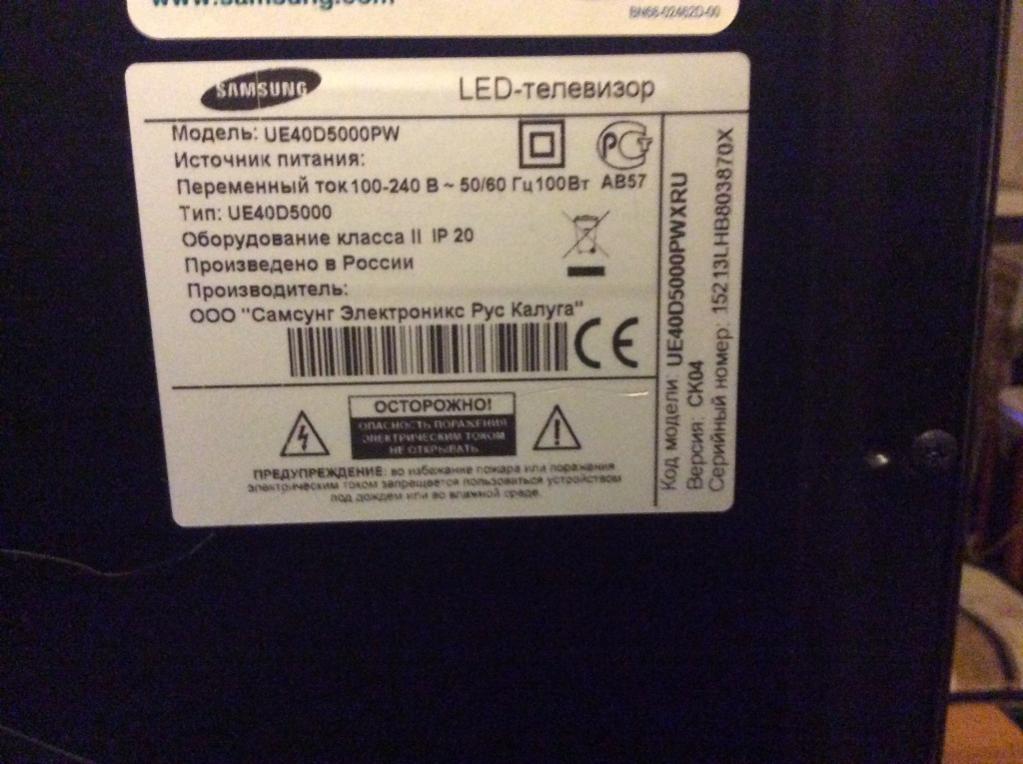 www.samsung.com
BN68-02462D-00
SAMSUNG
LED-телевизор
Модель: UE40D5000PW
Источник питания:
Переменный ток 100-240 В ~ 50/60 Гц 100Вт
АВ57
Тип: UE40D5000
Оборудование класса II IP 20
Произведено в России
Производитель:
ООО "Самсунг Электроникс Рус Калуга"
CE
ОСТОРОЖНО!
ОПАСНОСТЬ ПОРАЖЕНИЯ
ЭЛЕКТРИЧЕСКИМ ТОКОМ
НЕ ОТКРЫВАТЬ
ПРЕДУПРЕЖДЕНИЕ: во избежание пожара или поражения
электрическим током запрещается пользоваться устройством
под дождем или во влажной среде.
Код модели: UE40D5000PWXRU
Версия: CK04
Серийный номер: 15213LHB803870X